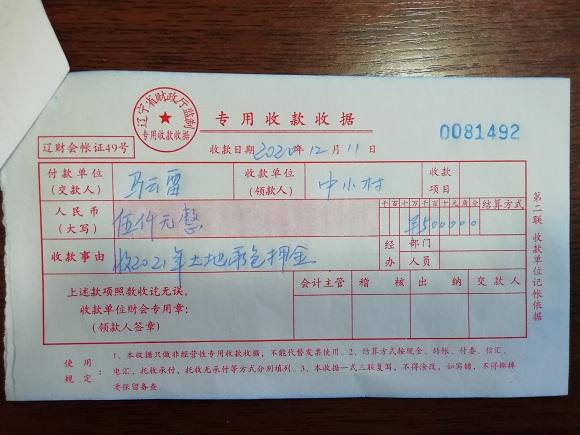 辽宁省财政厅监制
专用收款收据
专用收款收据
0081492
辽财会帐证49号
收款日期2020年12月11日
付款单位
(交款人)
马云雷
收款单位
(领款人)
中小村
收款
项目
人民币
(大写)
伍仟元整
千百十万千百十元角分
结算方式
¥500000
收款事由
收2021年土地承包押金
经 部门
办 人员
上述款项照数收讫无误。
收款单位财会专用章:
(领款人签章)
会计主管
稽 核
出 纳
交款人
第二联 收款单位记帐依据
使用
规定:
1、本收据只做非经营性专用收款收据,不能代替发票使用。2、结算方式按现金、转帐、付委、信汇、
电汇、托收承付,托收无承付等方式分别填列。3、本收据一式三联复写,不得涂改,如写错,不得撕掉
要保留备查。